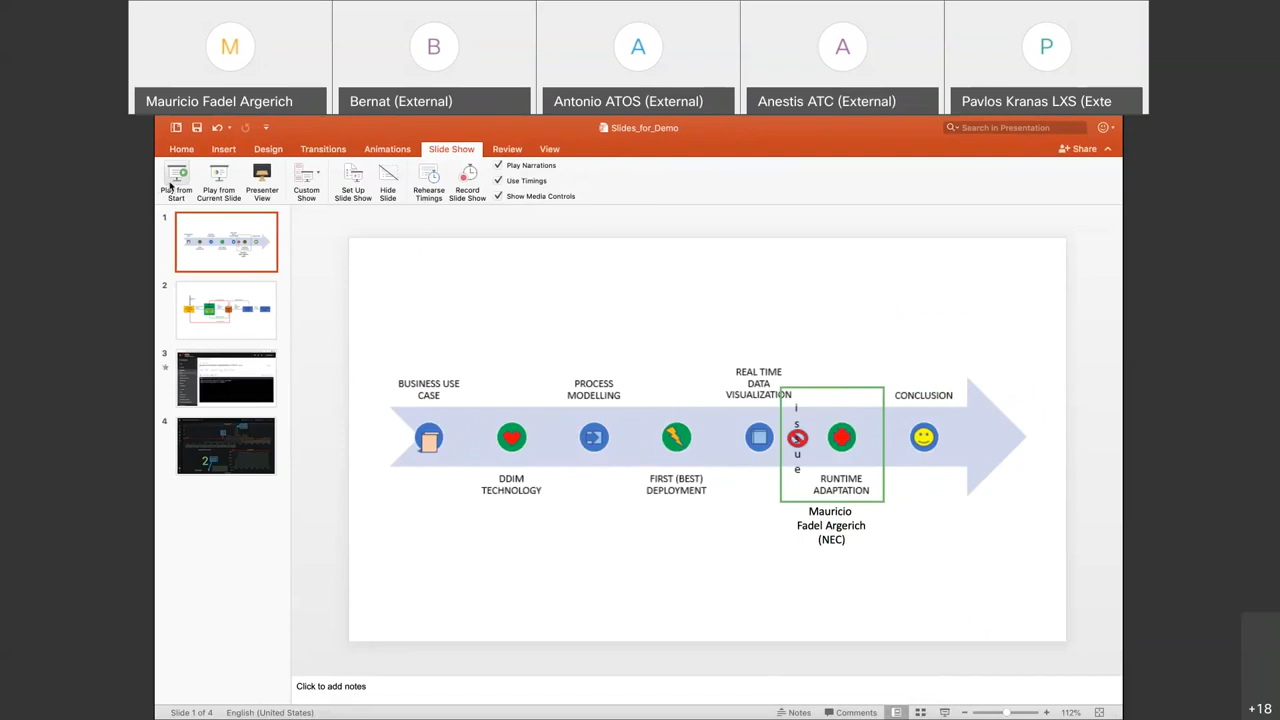 M
B
A
A
P
Mauricio Fadel Argerich
Bernat (External)
Antonio ATOS (External)
Anestis ATC (External)
Pavlos Kranas LXS (Exte
Slides_for_Demo
Search in Presentation
Home
Insert
Design
Transitions
Animations
Slide Show
Review
View
Share
Play from
Start
Play from
Current Slide
Presenter
View
Custom
Show
Set Up
Slide Show
Hide
Slide
Rehearse
Timings
Record
Slide Show
Play Narrations
Use Timings
Show Media Controls
1
2
3
4
2
BUSINESS USE
CASE
DDIM
TECHNOLOGY
PROCESS
MODELLING
FIRST (BEST)
DEPLOYMENT
REAL TIME
DATA
VISUALIZATION
i
s
s
u
e
RUNTIME
ADAPTATION
CONCLUSION
Mauricio
Fadel Argerich
(NEC)
Click to add notes
Slide 1 of 4
English (United States)
Notes
Comments
112%
+18